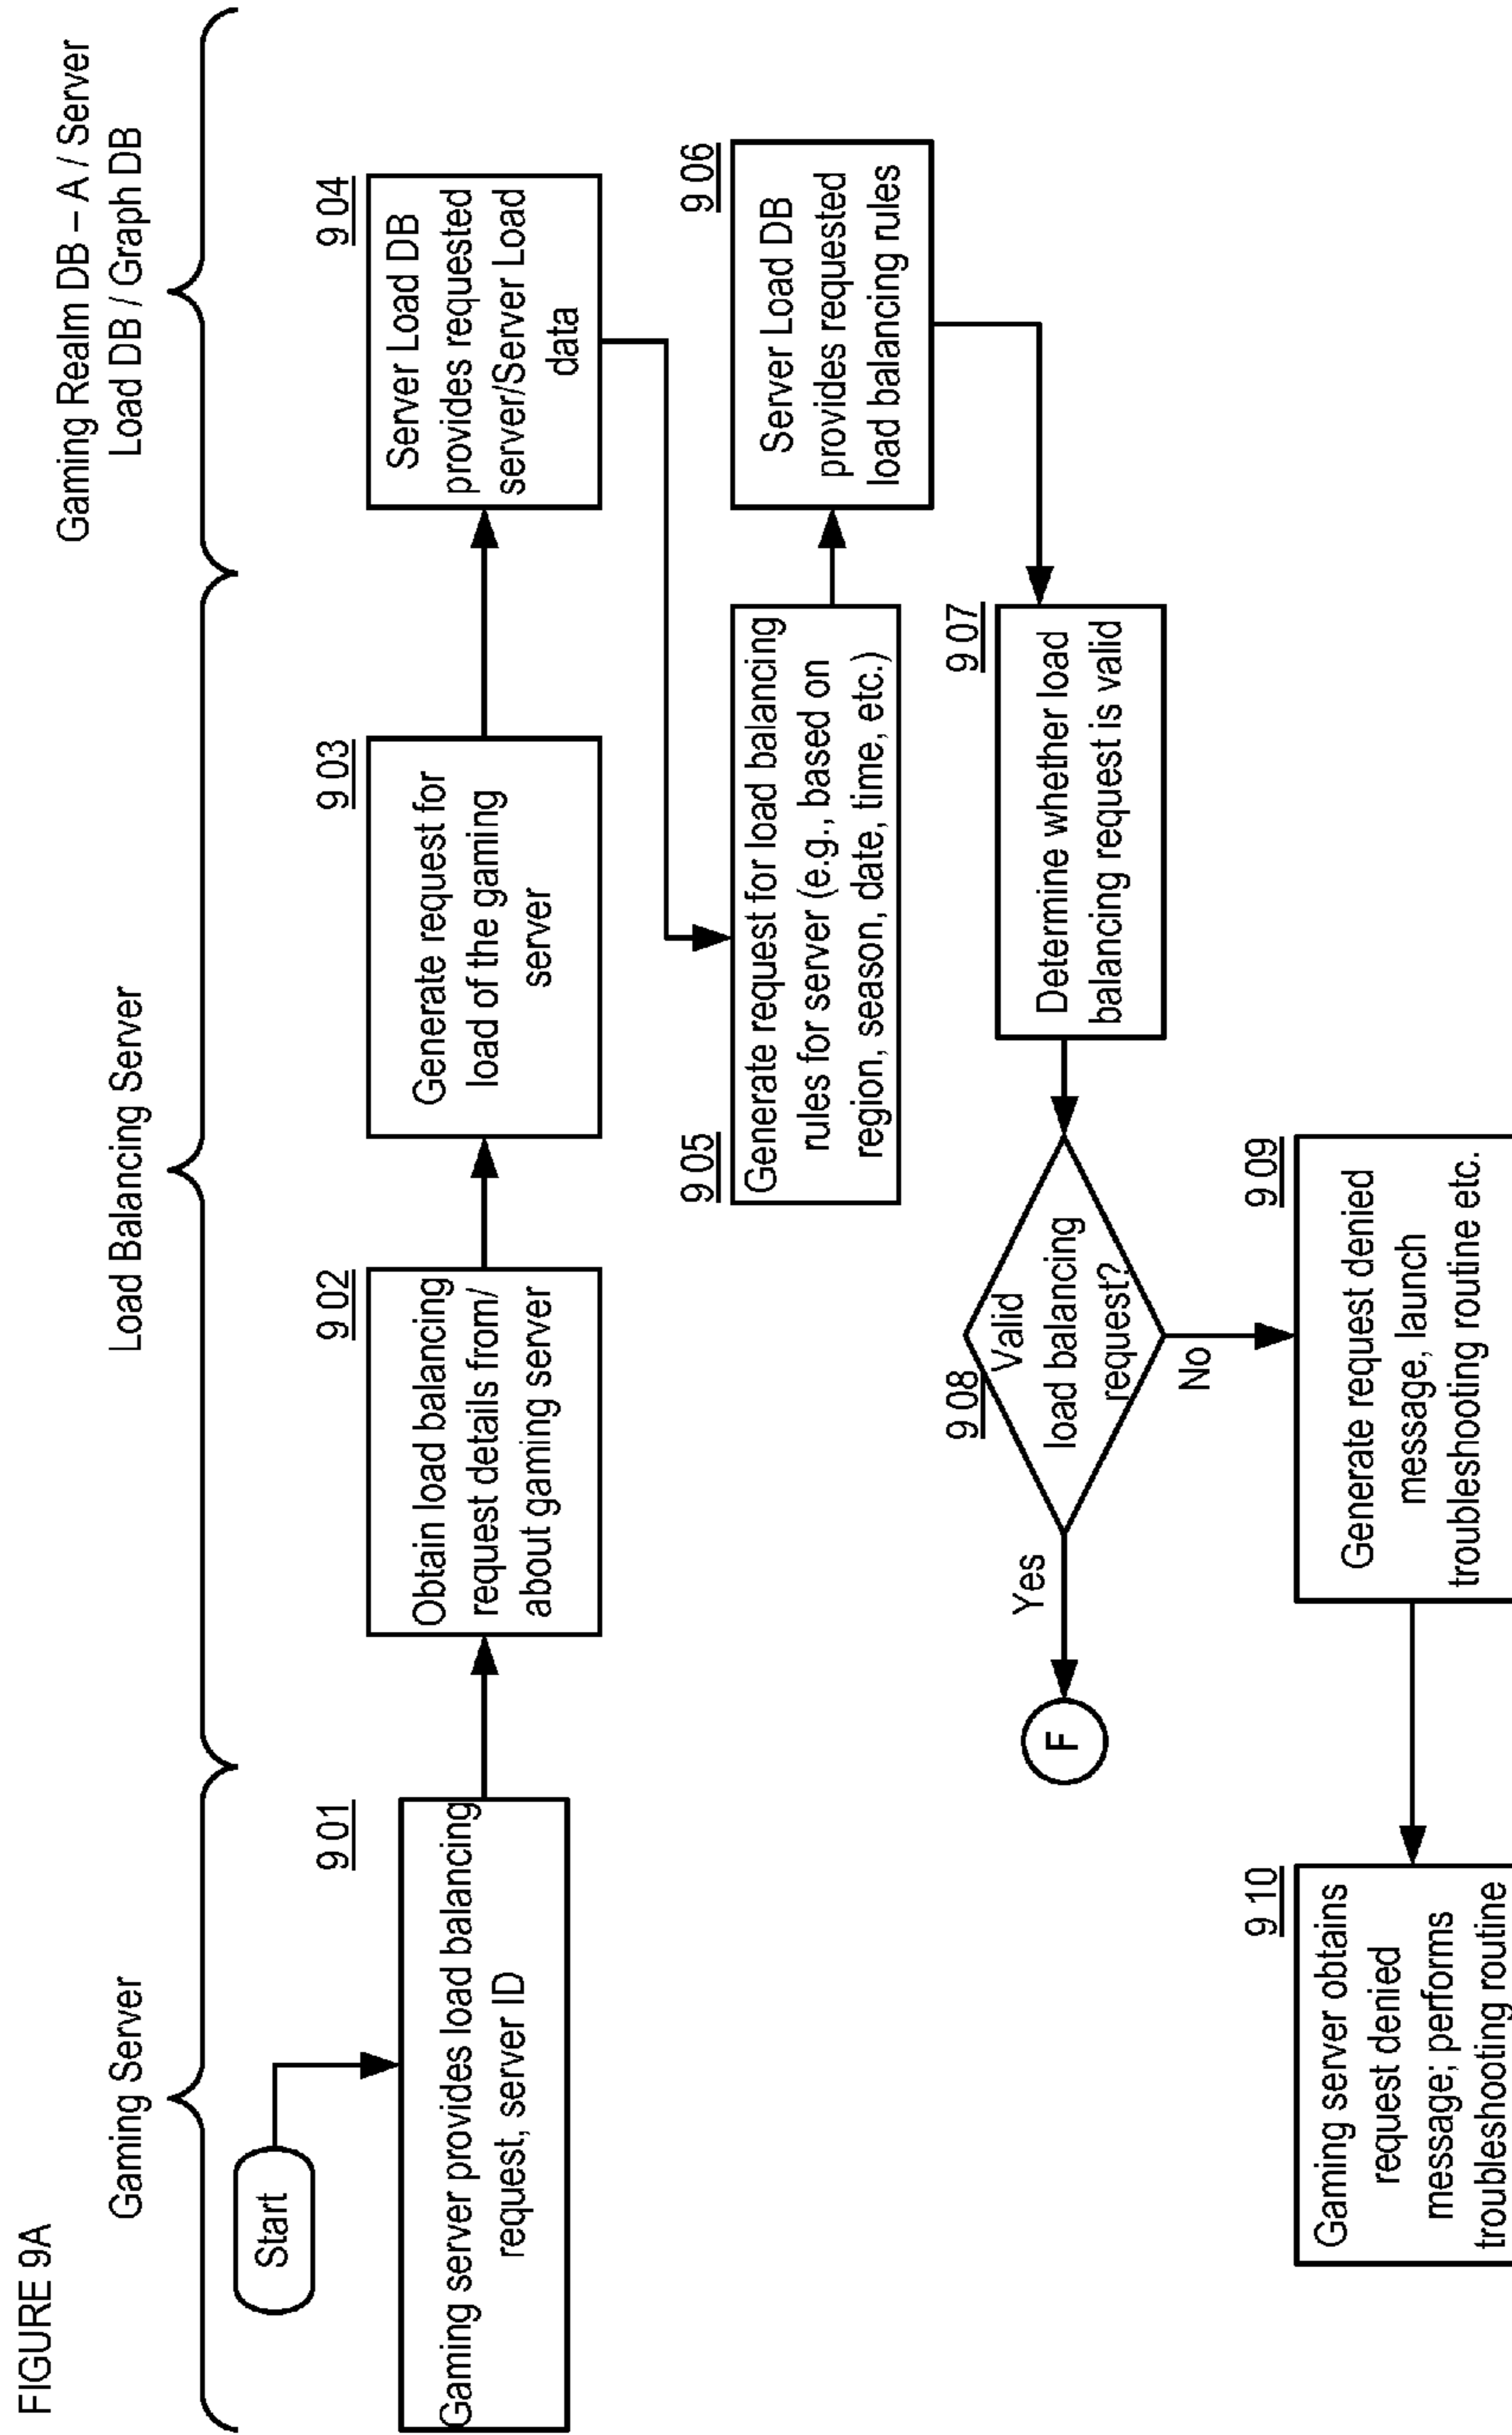 FIGURE 9A
Gaming Server
Load Balancing Server
Gaming Realm DB – A / Server
Load DB / Graph DB
Start
9 01
Gaming server provides load balancing
request, server ID
9 02
Obtain load balancing
request details from/
about gaming server
9 03
Generate request for
load of the gaming
server
9 04
Server Load DB
provides requested
server/Server Load
data
9 05
Generate request for load balancing
rules for server (e.g., based on
region, season, date, time, etc.)
9 06
Server Load DB
provides requested
load balancing rules
9 07
Determine whether load
balancing request is valid
9 08
Valid
load balancing
request?
Yes
F
No
9 09
Generate request denied
message, launch
troubleshooting routine etc.
9 10
Gaming server obtains
request denied
message; performs
troubleshooting routine